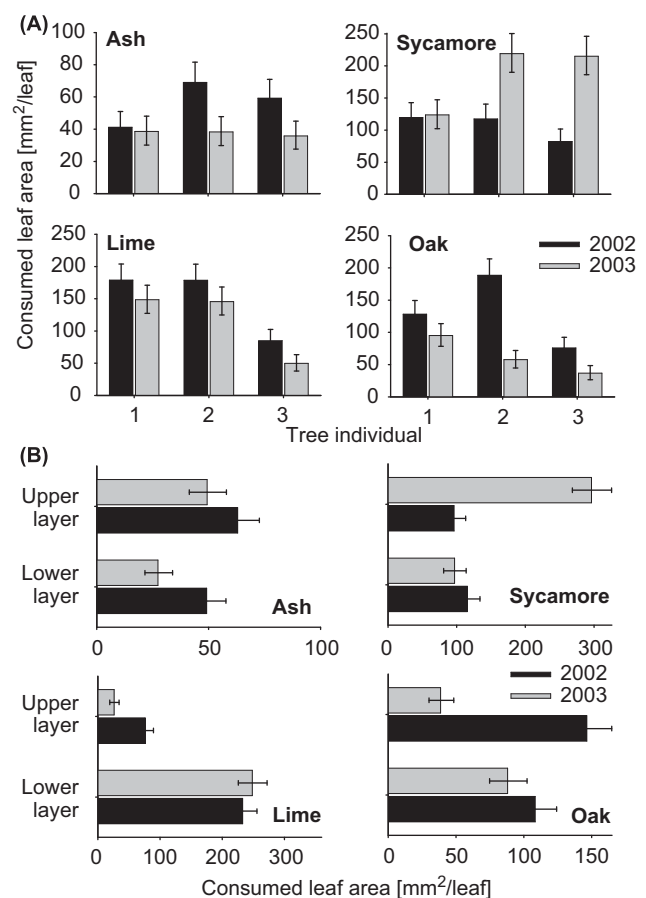 (A)
Consumed leaf area [mm²/leaf]
Ash
100
80
60
40
20
0
Sycamore
250
200
150
100
50
0
Lime
250
200
150
100
50
0
1 2 3
Oak
2002
2003
250
200
150
100
50
0
1 2 3
Tree individual
(B)
Upper
layer
Lower
layer
Ash
0 50 100
Sycamore
0 100 200 300
Upper
layer
Lower
layer
Lime
0 100 200 300
2002
2003
Oak
0 50 100 150
Consumed leaf area [mm²/leaf]